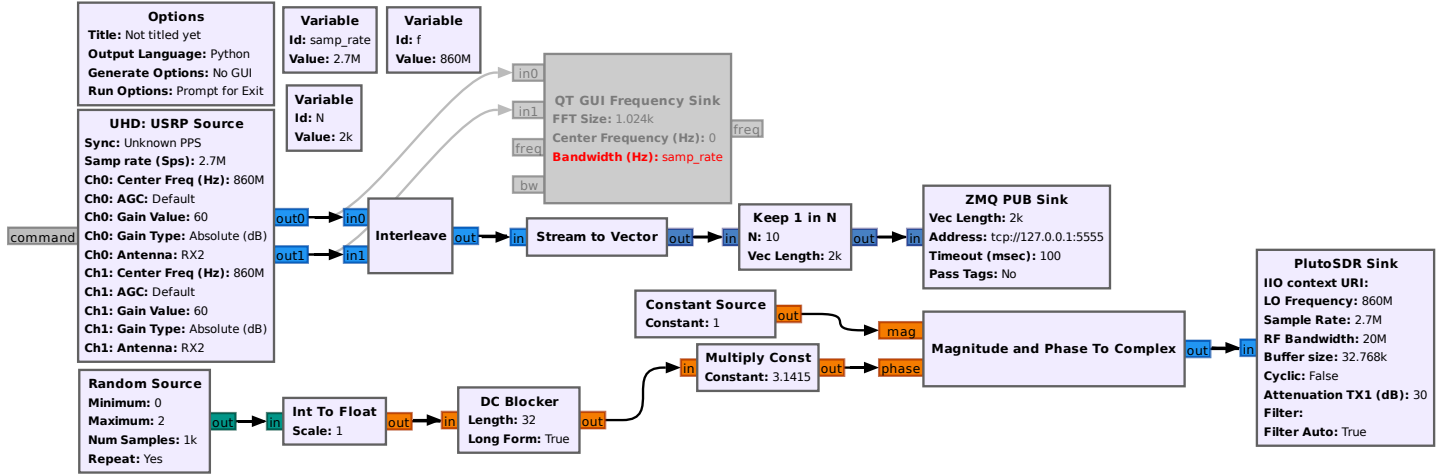 Options
Title: Not titled yet
Output Language: Python
Generate Options: No GUI
Run Options: Prompt for Exit
Variable
Id: samp_rate
Value: 2.7M
Variable
Id: f
Value: 860M
Variable
Id: N
Value: 2k
in0
in1
freq
bw
QT GUI Frequency Sink
FFT Size: 1.024k
Center Frequency (Hz): 0
Bandwidth (Hz): samp_rate
freq
command
UHD: USRP Source
Sync: Unknown PPS
Samp rate (Sps): 2.7M
Ch0: Center Freq (Hz): 860M
Ch0: AGC: Default
Ch0: Gain Value: 60
Ch0: Gain Type: Absolute (dB)
Ch0: Antenna: RX2
Ch1: Center Freq (Hz): 860M
Ch1: AGC: Default
Ch1: Gain Value: 60
Ch1: Gain Type: Absolute (dB)
Ch1: Antenna: RX2
out0
out1
in0
in1
Interleave
out
in
Stream to Vector
out
in
Keep 1 in N
N: 10
Vec Length: 2k
out
in
ZMQ PUB Sink
Vec Length: 2k
Address: tcp://127.0.0.1:5555
Timeout (msec): 100
Pass Tags: No
Random Source
Minimum: 0
Maximum: 2
Num Samples: 1k
Repeat: Yes
out
in
Int To Float
Scale: 1
out
in
DC Blocker
Length: 32
Long Form: True
out
Constant Source
Constant: 1
out
in
Multiply Const
Constant: 3.1415
out
mag
phase
Magnitude and Phase To Complex
out
in
PlutoSDR Sink
IIO context URI:
LO Frequency: 860M
Sample Rate: 2.7M
RF Bandwidth: 20M
Buffer size: 32.768k
Cyclic: False
Attenuation TX1 (dB): 30
Filter:
Filter Auto: True